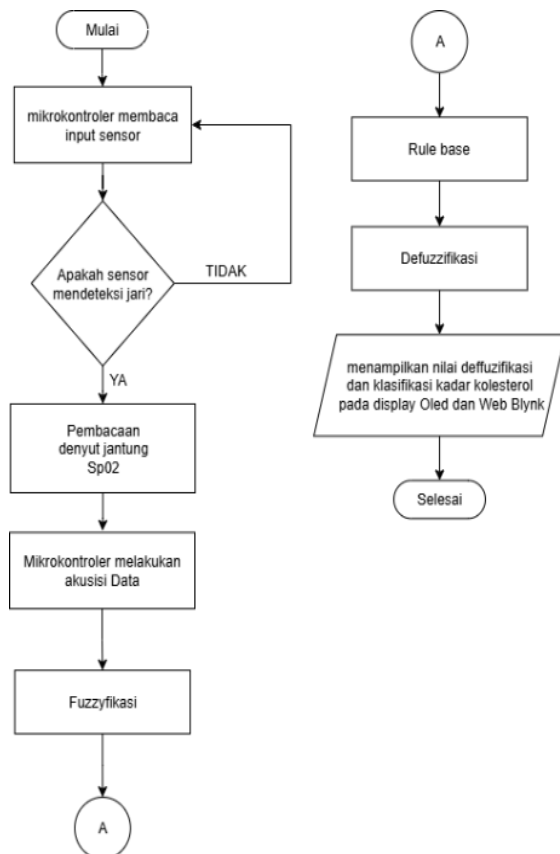 Mulai
mikrokontroler membaca
input sensor
Apakah sensor
mendeteksi jari?
TIDAK
YA
Pembacaan
denyut jantung
Sp02
Mikrokontroler melakukan
akusisi Data
Fuzzyfikasi
A
A
Rule base
Defuzzifikasi
menampilkan nilai deffuzifikasi
dan klasifikasi kadar kolesterol
pada display Oled dan Web Blynk
Selesai